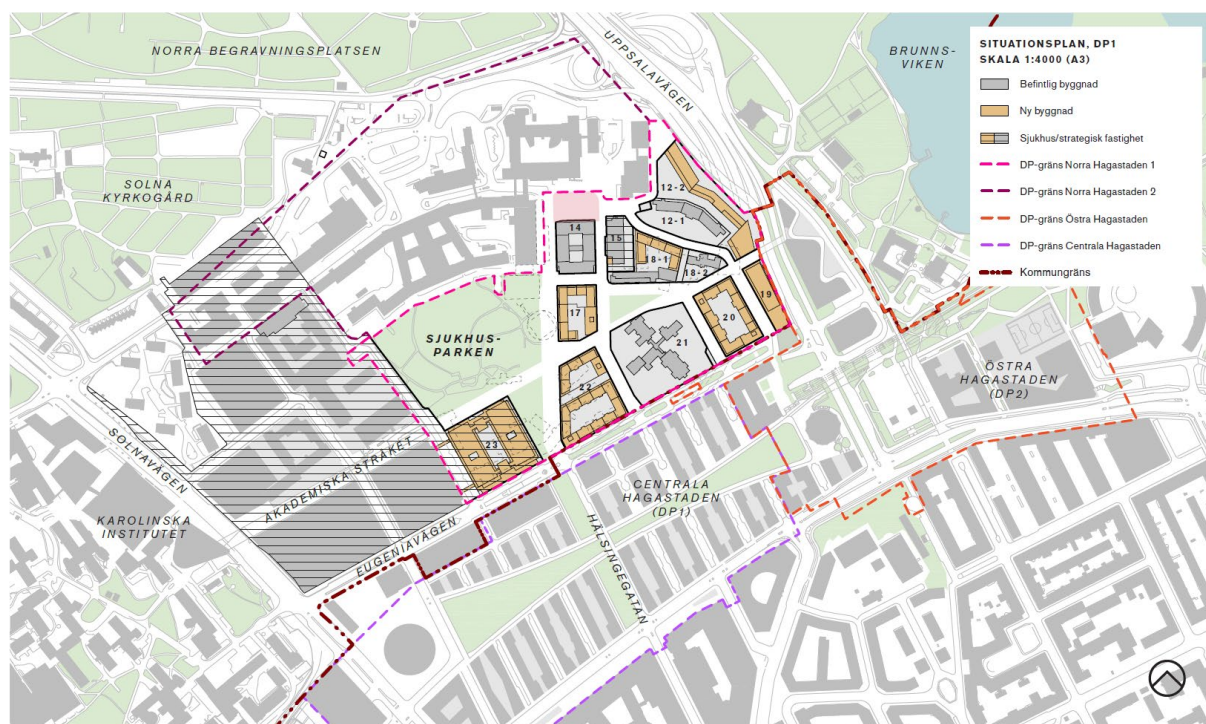 NORRA BEGRAVNINGSPLATSEN
UPPSALAVÄGEN
BRUNNS-
VIKEN
SITUATIONSPLAN, DP1
SKALA 1:4000 (A3)
Befintlig byggnad
Ny byggnad
Sjukhus/strategisk fastighet
DP-gräns Norra Hagastaden 1
DP-gräns Norra Hagastaden 2
DP-gräns Östra Hagastaden
DP-gräns Centrala Hagastaden
Kommungräns
SOLNA
KYRKOGÅRD
12-2
12-1
14
15
18-1
18-2
19
17
20
21
SJUKHUS-
PARKEN
22
23
ÖSTRA
HAGASTADEN
(DP2)
SOLNAVÄGEN
AKADEMISKA STRÅKET
CENTRALA
HAGASTADEN
(DP1)
KAROLINSKA
INSTITUTET
EUGENIAVÄGEN
HÄLSINGEGATAN